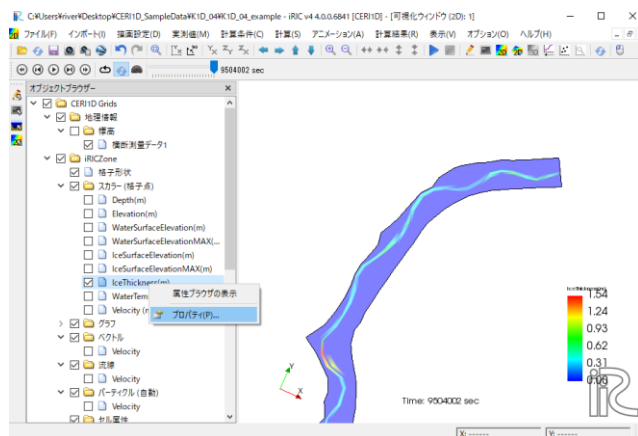 C:¥Users¥river¥Desktop¥CERI1D_SampleData¥K1D_04¥K1D_04_example - iRIC v4 4.0.0.6841 [CERI1D] - [可視化ウィンドウ (2D): 1]
ファイル(F) インポート(I) 描画設定(D) 実測値(M) 計算条件(C) 計算(S) アニメーション(A) 計算結果(R) 表示(V) オプション(O) ヘルプ(H)
9504002 sec
オブジェクトブラウザー
CERI1D Grids
地理情報
標高
横断測量データ1
iRICZone
格子形状
スカラー (格子点)
Depth(m)
Elevation(m)
WaterSurfaceElevation(m)
WaterSurfaceElevationMAX(...
IceSurfaceElevation(m)
IceSurfaceElevationMAX(m)
IceThickness(m)
属性ブラウザの表示
WaterTem
Velocity (m
プロパティ(P)...
グラフ
ベクトル
Velocity
流線
Velocity
パーティクル (自動)
Velocity
セル属性
IceThickness(m)
1.54
1.24
0.93
0.62
0.31
0.00
Y
X
Time: 9504002 sec
iRiC
X: ------
Y: ------